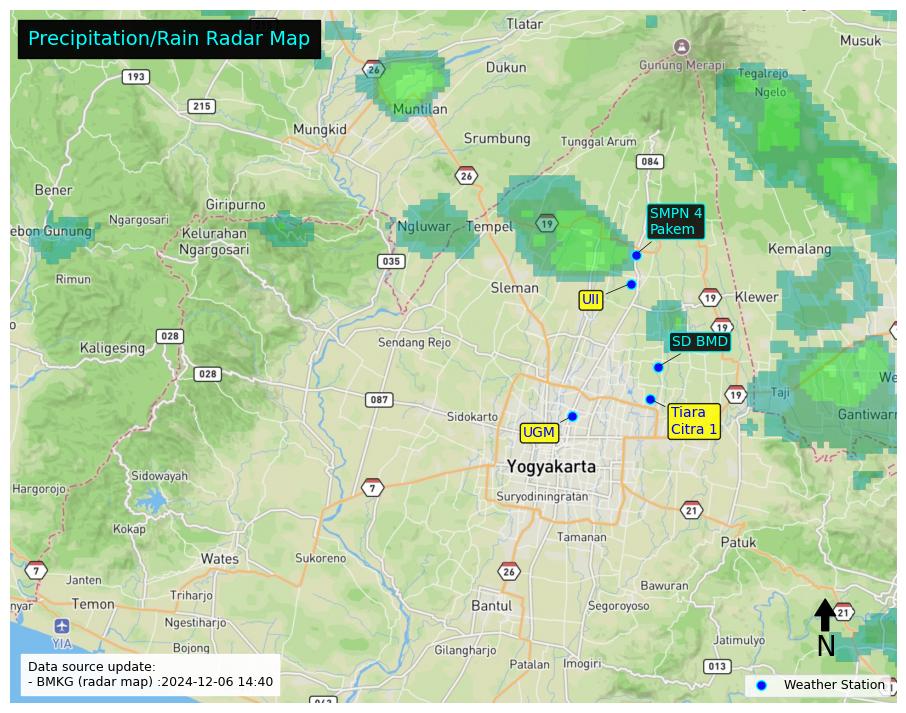 Precipitation/Rain Radar Map
Tlatar
Musuk
Gunung Merapi
Dukun
26
193
Tegalrejo
Ngelo
215
Muntilan
Mungkid
Srumbung
Tunggal Arum
084
26
Bener
Giripurno
Ngargosari
ebon Gunung
Kelurahan
Ngargosari
Ngluwar
Tempel
19
SMPN 4
Pakem
Kemalang
035
Rimun
Sleman
UII
19
Klewer
19
028
Kaligesing
Sendang Rejo
SD BMD
028
087
19
Taji
We
Gantiwarn
Sidokarto
Tiara
Citra 1
UGM
Yogyakarta
Sidowayah
Hargorojo
7
Suryodiningratan
21
Kokap
Tamanan
Patuk
Wates
Sukoreno
7
26
Janten
Bawuran
nyar
Temon
Triharjo
Bantul
Segoroyoso
21
Ngestiharjo
YIA
N
Bojong
Gilangharjo
Jatimulyo
Patalan
Imogiri
013
Data source update:
- BMKG (radar map) :2024-12-06 14:40
Weather Station